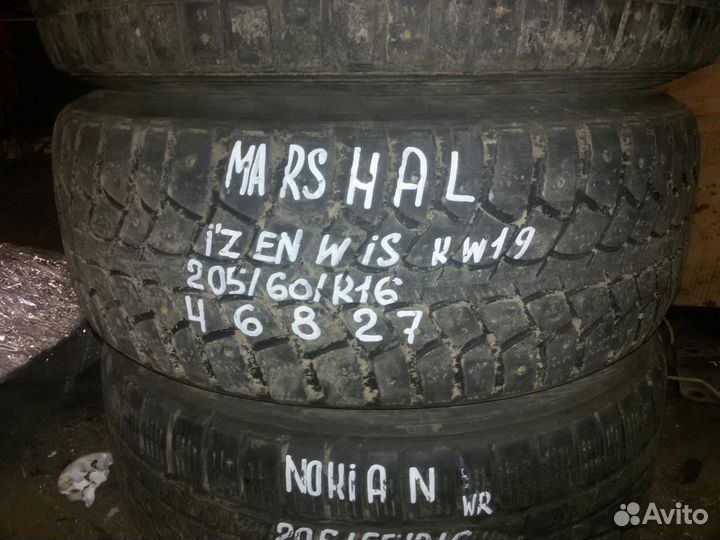 MARSHAL
i'ZEN WiS KW19
205/60/R16
46827
NOKiAN WR
Avito